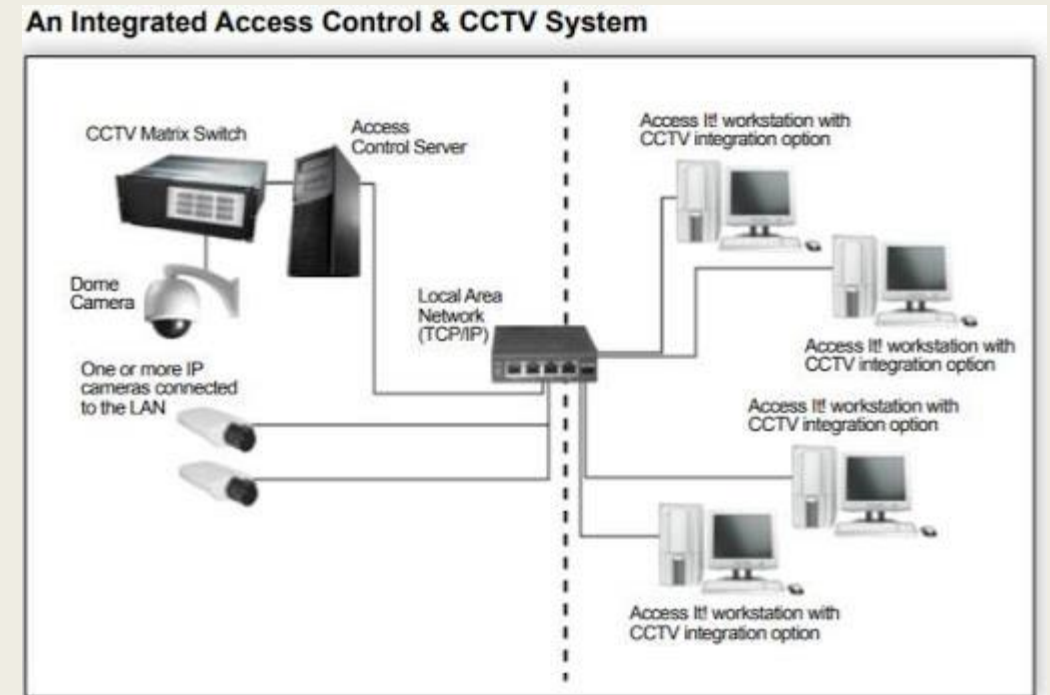 An Integrated Access Control & CCTV System
CCTV Matrix Switch
Access
Control Server
Dome
Camera
One or more IP
cameras connected
to the LAN
Local Area
Network
(TCP/IP)
Access It! workstation with
CCTV integration option
Access It! workstation with
CCTV integration option
Access It! workstation with
CCTV integration option
Access It! workstation with
CCTV integration option